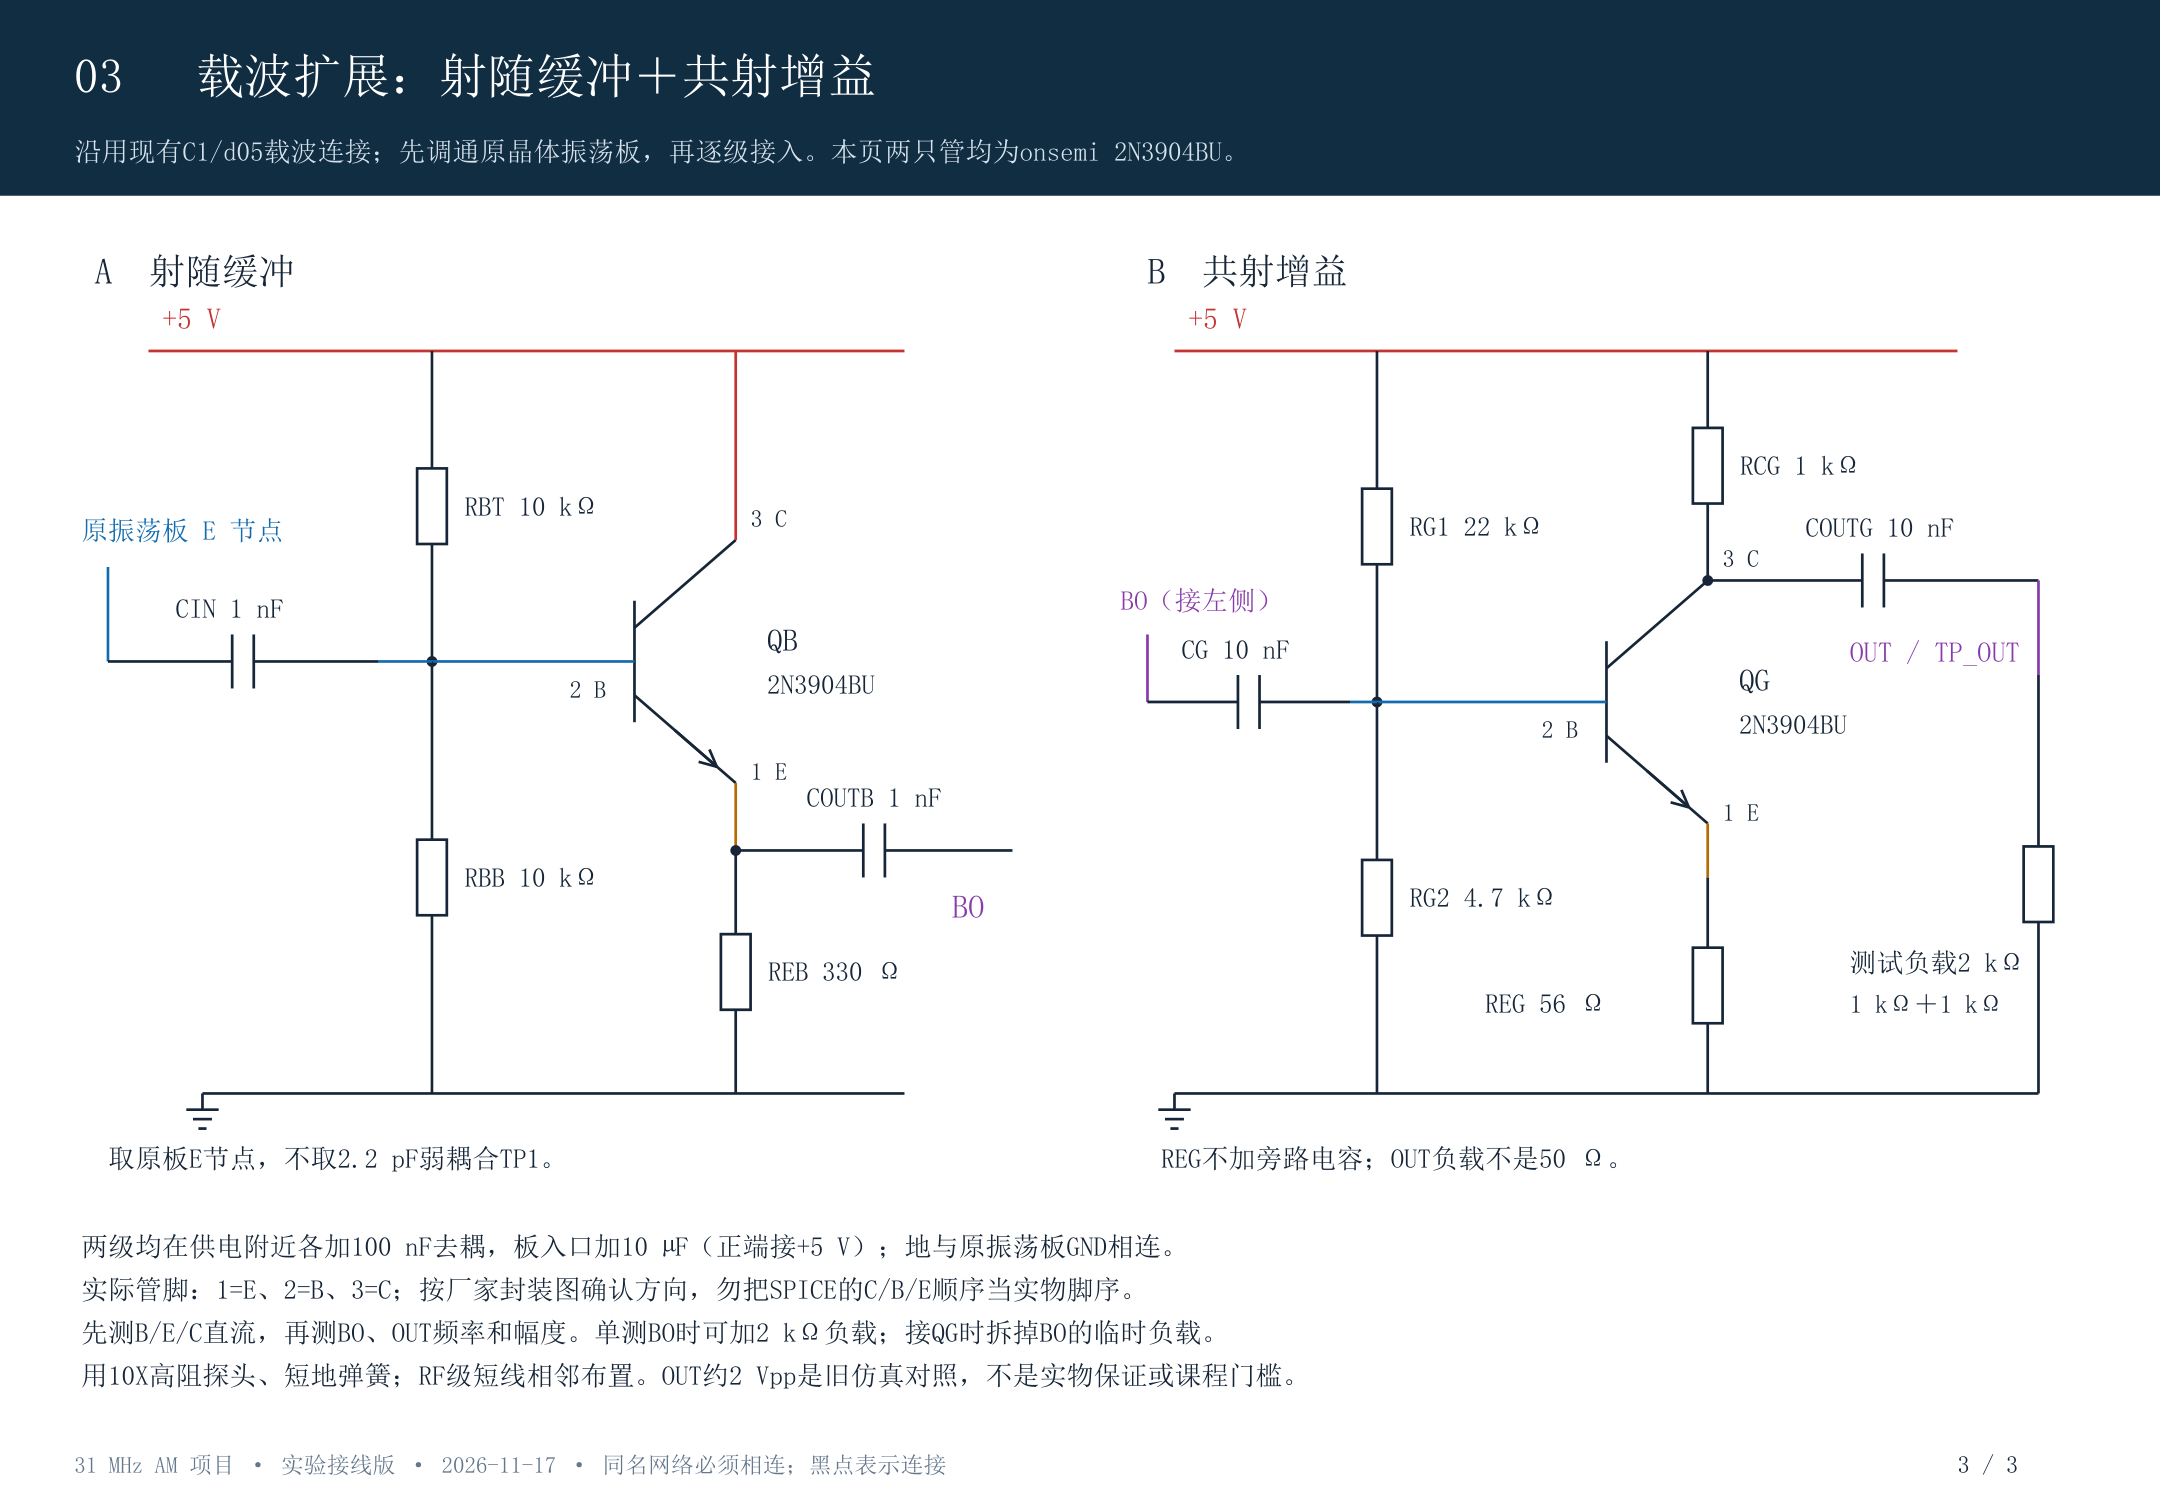 03 载波扩展：射随缓冲＋共射增益
沿用现有C1/d05载波连接；先调通原晶体振荡板，再逐级接入。本页两只管均为onsemi 2N3904BU。
A 射随缓冲
+5 V
RBT 10 kΩ
3 C
原振荡板 E 节点
CIN 1 nF
QB
2N3904BU
2 B
1 E
COUTB 1 nF
RBB 10 kΩ
BO
REB 330 Ω
取原板E节点，不取2.2 pF弱耦合TP1。
B 共射增益
+5 V
RCG 1 kΩ
RG1 22 kΩ
COUTG 10 nF
3 C
BO（接左侧）
CG 10 nF
OUT / TP_OUT
QG
2N3904BU
2 B
1 E
RG2 4.7 kΩ
测试负载2 kΩ
1 kΩ＋1 kΩ
REG 56 Ω
REG不加旁路电容；OUT负载不是50 Ω。
两级均在供电附近各加100 nF去耦，板入口加10 μF（正端接+5 V）；地与原振荡板GND相连。
实际管脚：1=E、2=B、3=C；按厂家封装图确认方向，勿把SPICE的C/B/E顺序当实物脚序。
先测B/E/C直流，再测BO、OUT频率和幅度。单测BO时可加2 kΩ负载；接QG时拆掉BO的临时负载。
用10X高阻探头、短地弹簧；RF级短线相邻布置。OUT约2 Vpp是旧仿真对照，不是实物保证或课程门槛。
31 MHz AM 项目 • 实验接线版 • 2026-11-17 • 同名网络必须相连；黑点表示连接
3 / 3